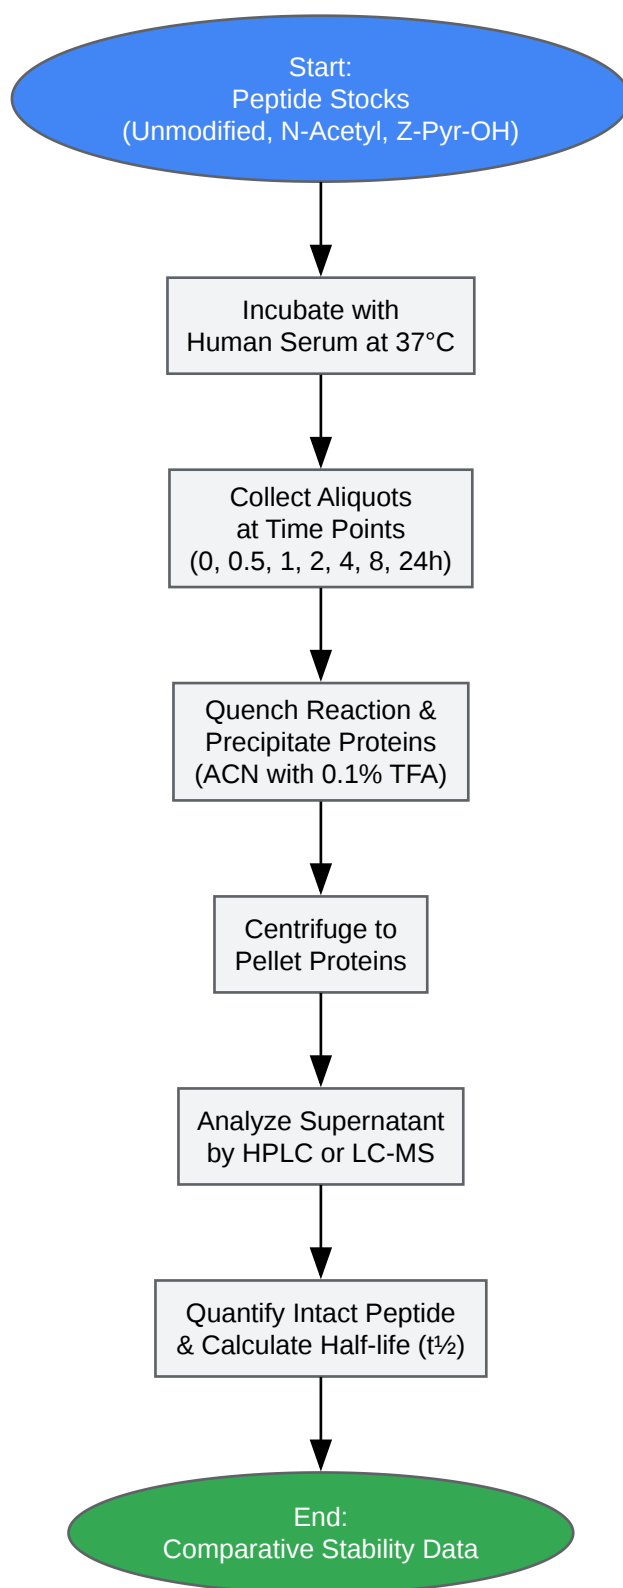 Start:
Peptide Stocks
(Unmodified, N-Acetyl, Z-Pyr-OH)
Incubate with
Human Serum at 37°C
Collect Aliquots
at Time Points
(0, 0.5, 1, 2, 4, 8, 24h)
Quench Reaction &
Precipitate Proteins
(ACN with 0.1% TFA)
Centrifuge to
Pellet Proteins
Analyze Supernatant
by HPLC or LC-MS
Quantify Intact Peptide
& Calculate Half-life (t½)
End:
Comparative Stability Data